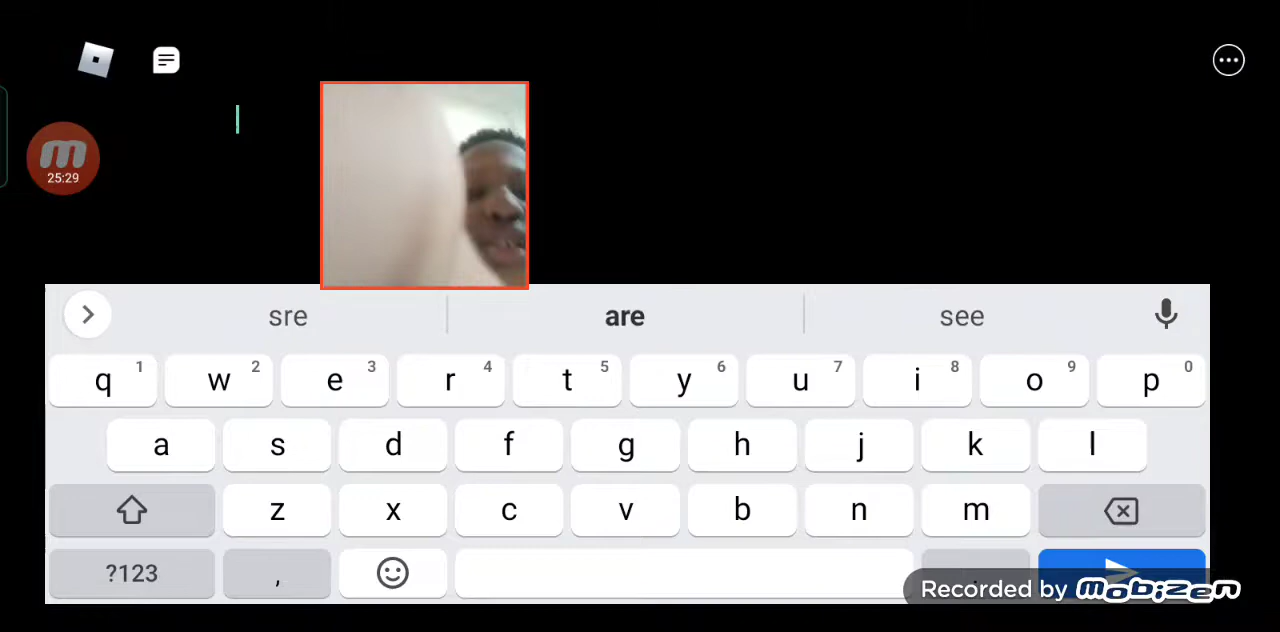 25:29
sre are see
q 1 w 2 e 3 r 4 t 5 y 6 u 7 i 8 o 9 p 0
a s d f g h j k l
z x c v b n m
?123 ,
Recorded by mobizen